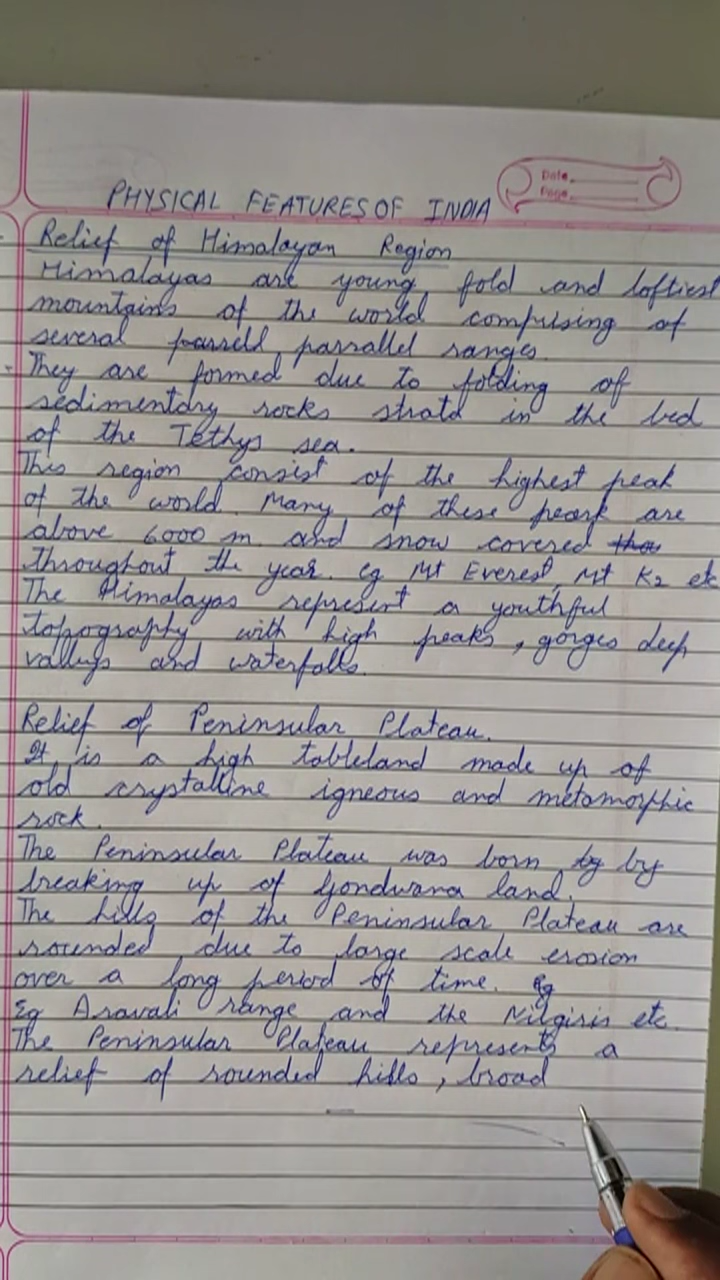 Date.
Page.
PHYSICAL FEATURES OF INDIA
Relief of Himalayan Region
Himalayas are young fold and loftiest
mountains of the world comprising of
several parrell parrallel ranges.
They are formed due to folding of
sedimentary rocks strata in the bed
of the Tethys sea.
This region consist of the highest peak
of the world. Many of these peark are
above 6000 m and snow covered tho
throughout the year. eg Mt Everest, Mt K2 etc
The Himalayas represent a youthful
topography with high peaks, gorges deep
valleys and waterfalls.
Relief of Peninsular Plateau.
It is a high tableland made up of
old crystalline igneous and metamorphic
rock.
The Peninsular Plateau was born by by
breaking up of Gondwana land.
The hills of the Peninsular Plateau are
rounded due to large scale erosion
over a long period of time. Eg
Eg Aravali range and the Nilgiris etc.
The Peninsular Plateau represents a
relief of rounded hills, broad